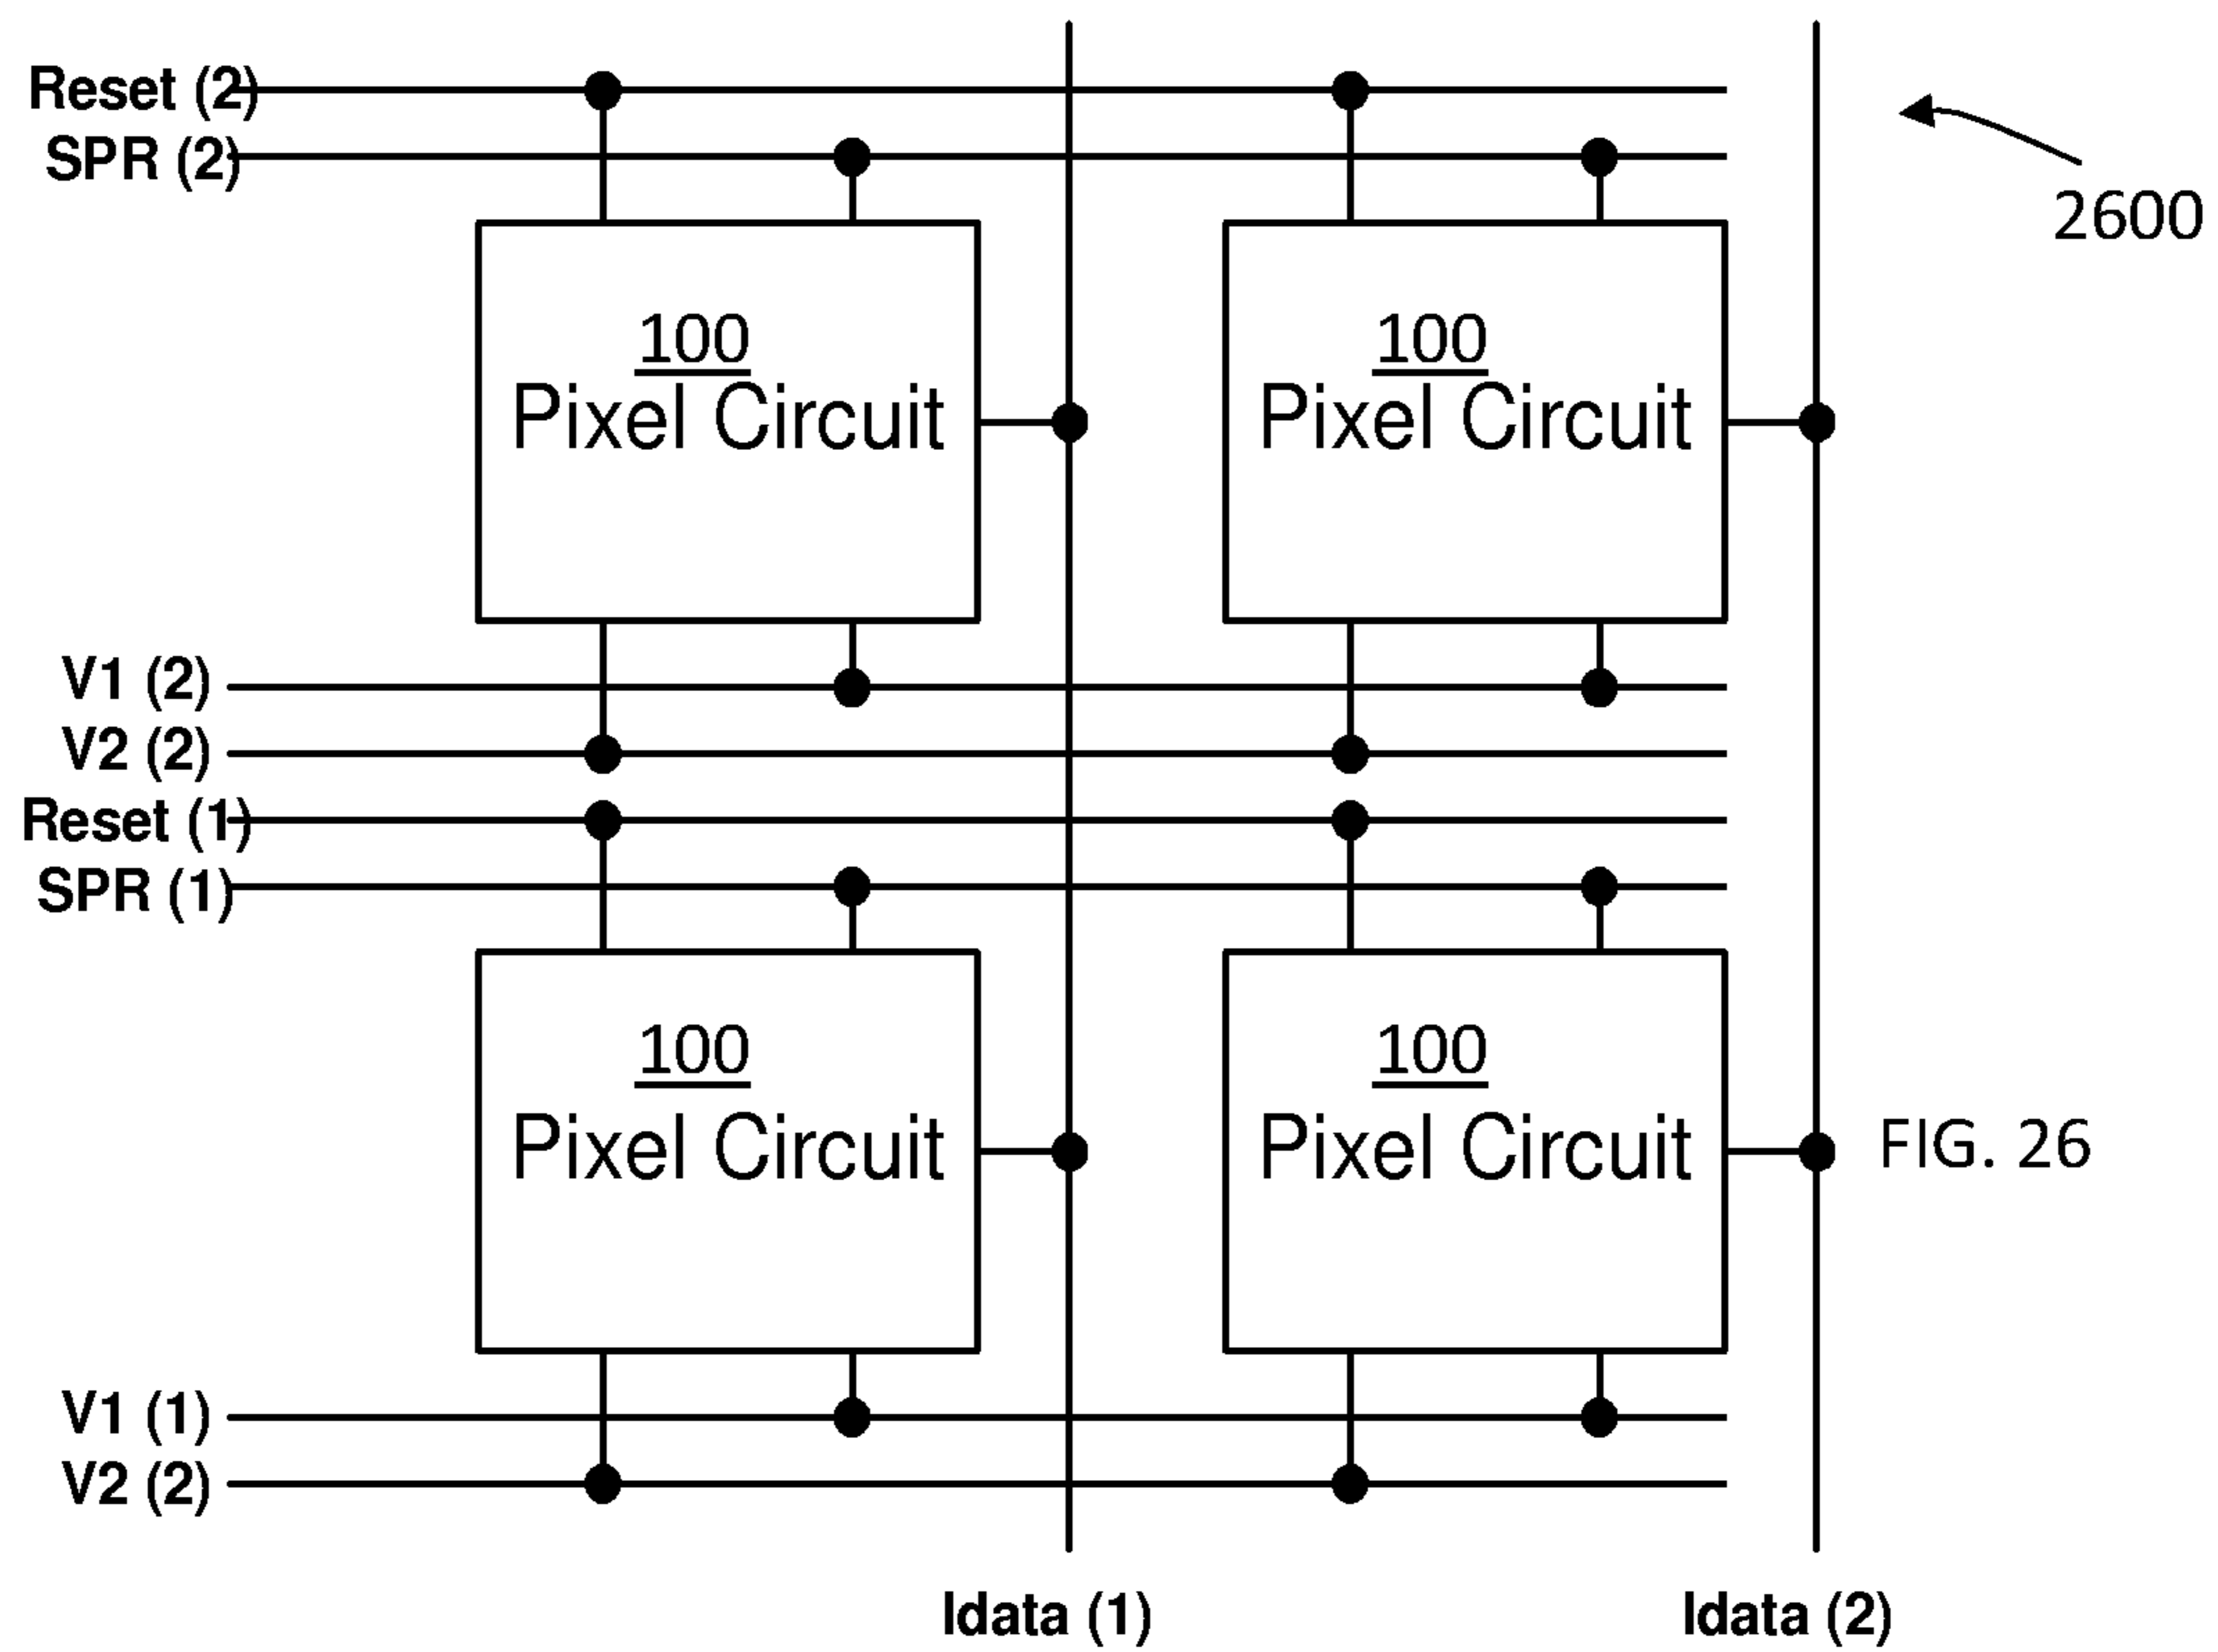 Reset (2)
SPR (2)
2600
100
Pixel Circuit
100
Pixel Circuit
V1 (2)
V2 (2)
Reset (1)
SPR (1)
100
Pixel Circuit
100
Pixel Circuit
FIG. 26
V1 (1)
V2 (2)
Idata (1)
Idata (2)